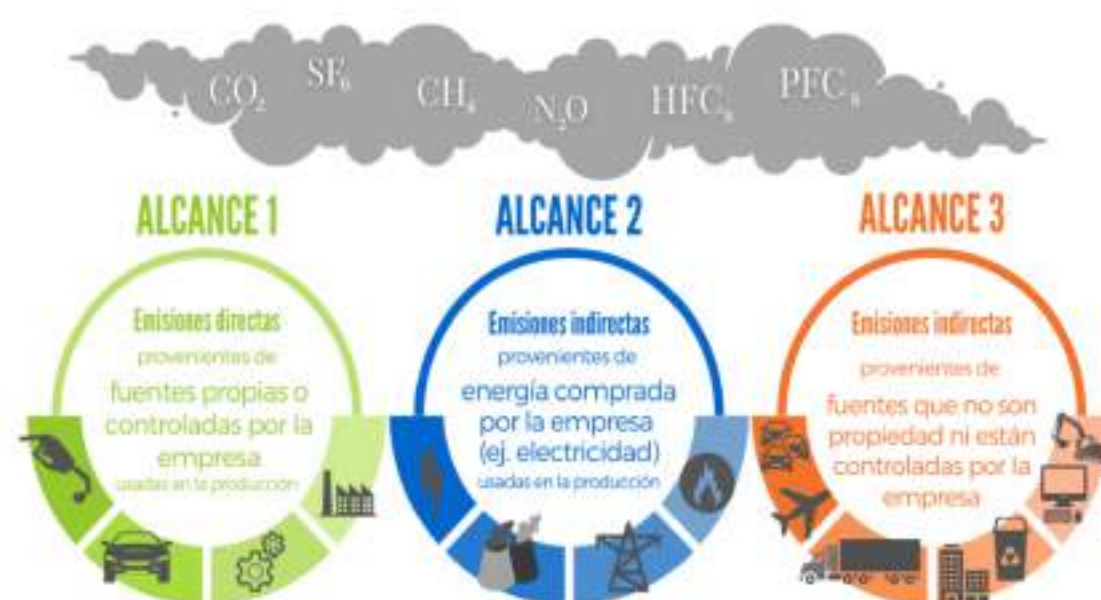 CO₂
SF₆
CH₄
N₂O
HFCₛ
PFCₛ
ALCANCE 1
Emisiones directas
provenientes de
fuentes propias o
controladas por la
empresa
usadas en la producción
ALCANCE 2
Emisiones indirectas
provenientes de
energía comprada
por la empresa
(ej. electricidad)
usadas en la producción
ALCANCE 3
Emisiones indirectas
provenientes de
fuentes que no son
propiedad ni están
controladas por la
empresa